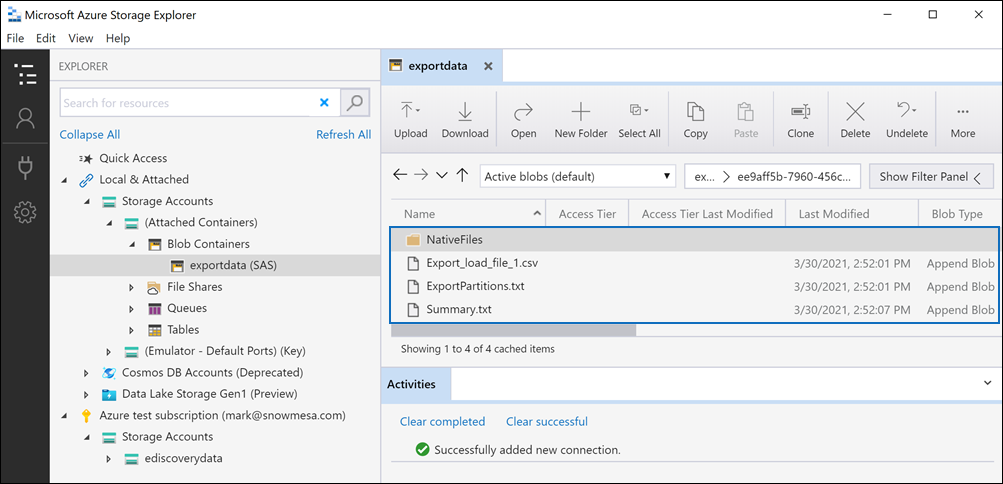 Microsoft Azure Storage Explorer
File Edit View Help
EXPLORER
Search for resources
Collapse All Refresh All
Quick Access
Local & Attached
Storage Accounts
(Attached Containers)
Blob Containers
exportdata (SAS)
File Shares
Queues
Tables
(Emulator - Default Ports) (Key)
Cosmos DB Accounts (Deprecated)
Data Lake Storage Gen1 (Preview)
Azure test subscription (mark@snowmesa.com)
Storage Accounts
ediscoverydata
exportdata
Upload Download Open New Folder Select All Copy Paste Clone Delete Undelete More
Active blobs (default) ex... ee9aff5b-7960-456c... Show Filter Panel
Name Access Tier Access Tier Last Modified Last Modified Blob Type
NativeFiles
Export_load_file_1.csv 3/30/2021, 2:52:01 PM Append Blob
ExportPartitions.txt 3/30/2021, 2:52:01 PM Append Blob
Summary.txt 3/30/2021, 2:52:07 PM Append Blob
Showing 1 to 4 of 4 cached items
Activities
Clear completed Clear successful
Successfully added new connection.